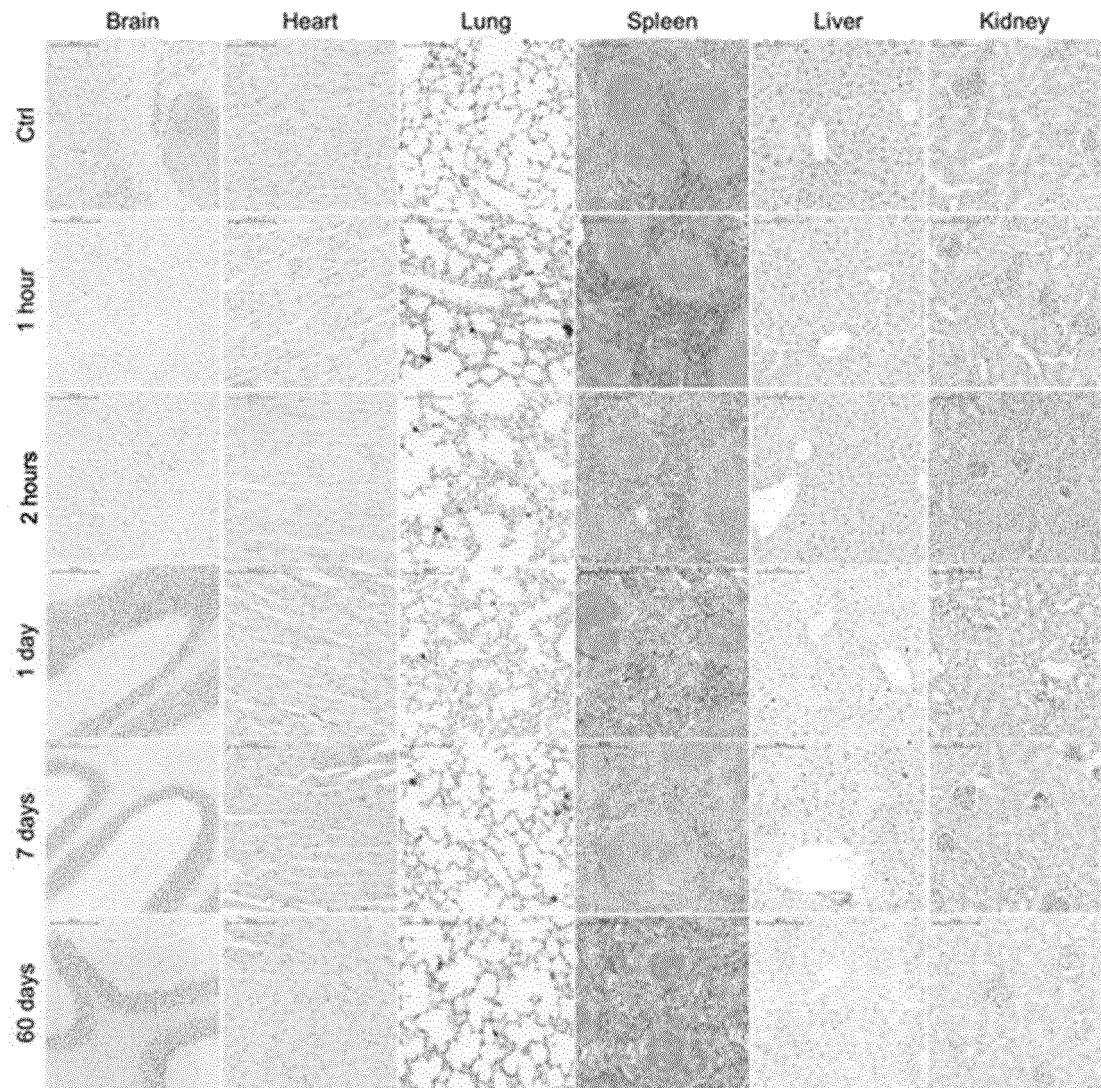 Brain Heart Lung Spleen Liver Kidney
Ctrl
1 hour
2 hours
1 day
7 days
60 days